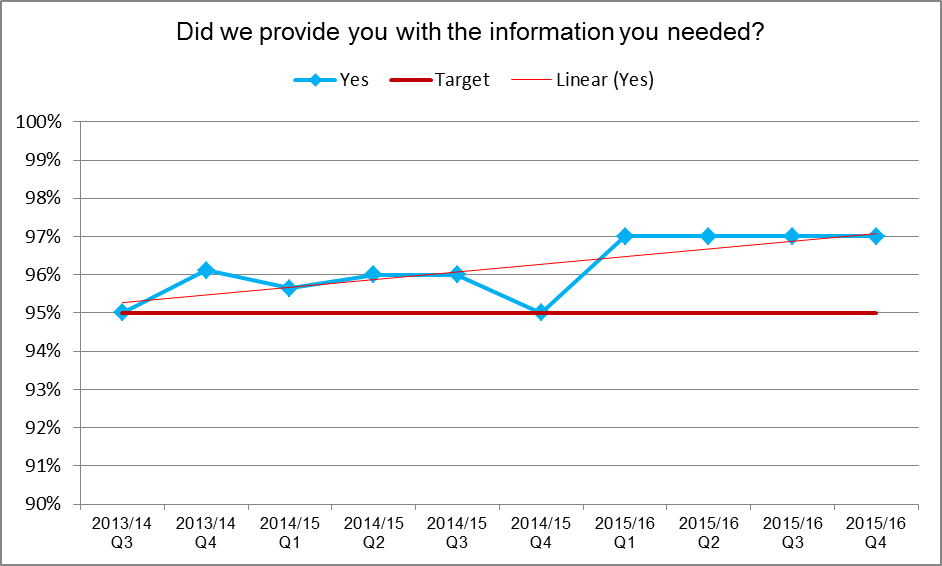 Did we provide you with the information you needed?
Yes Target Linear (Yes)
100%
99%
98%
97%
96%
95%
94%
93%
92%
91%
90%
2013/14 2013/14 2014/15 2014/15 2014/15 2014/15 2015/16 2015/16 2015/16 2015/16
Q3 Q4 Q1 Q2 Q3 Q4 Q1 Q2 Q3 Q4